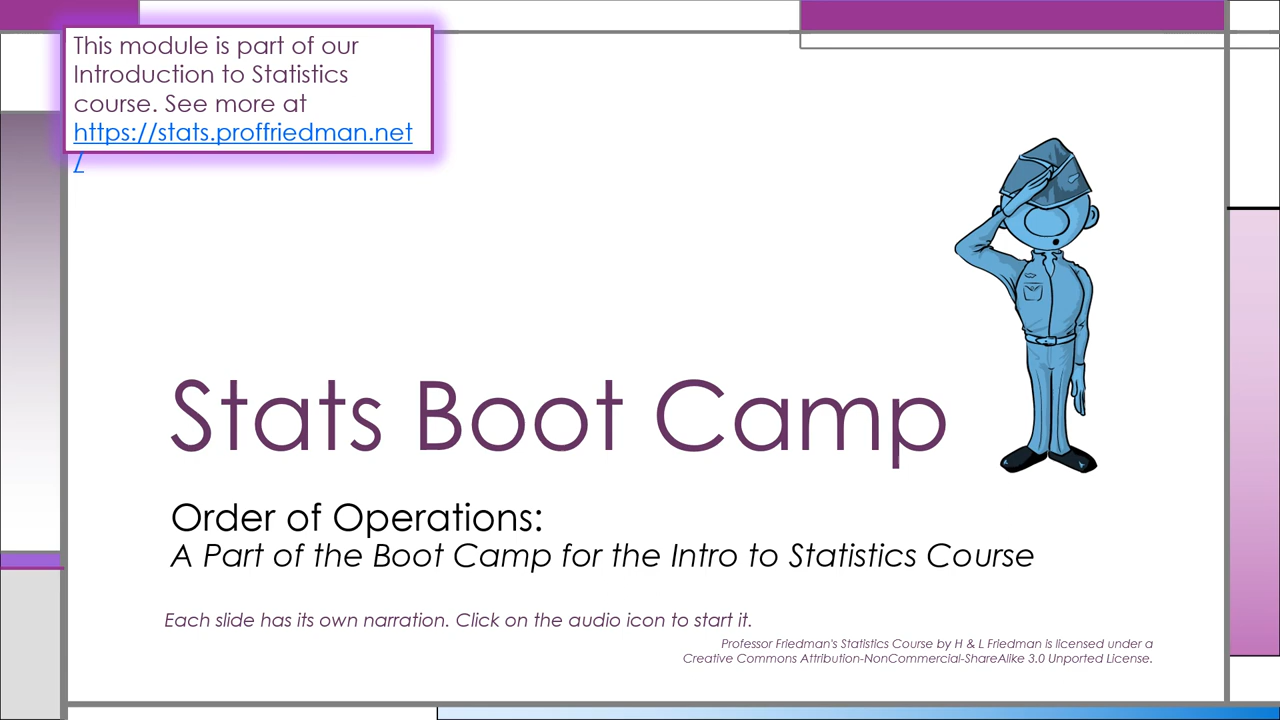 This module is part of our
Introduction to Statistics
course. See more at
https://stats.proffriedman.net
/
Stats Boot Camp
Order of Operations:
A Part of the Boot Camp for the Intro to Statistics Course
Each slide has its own narration. Click on the audio icon to start it.
Professor Friedman's Statistics Course by H & L Friedman is licensed under a
Creative Commons Attribution-NonCommercial-ShareAlike 3.0 Unported License.